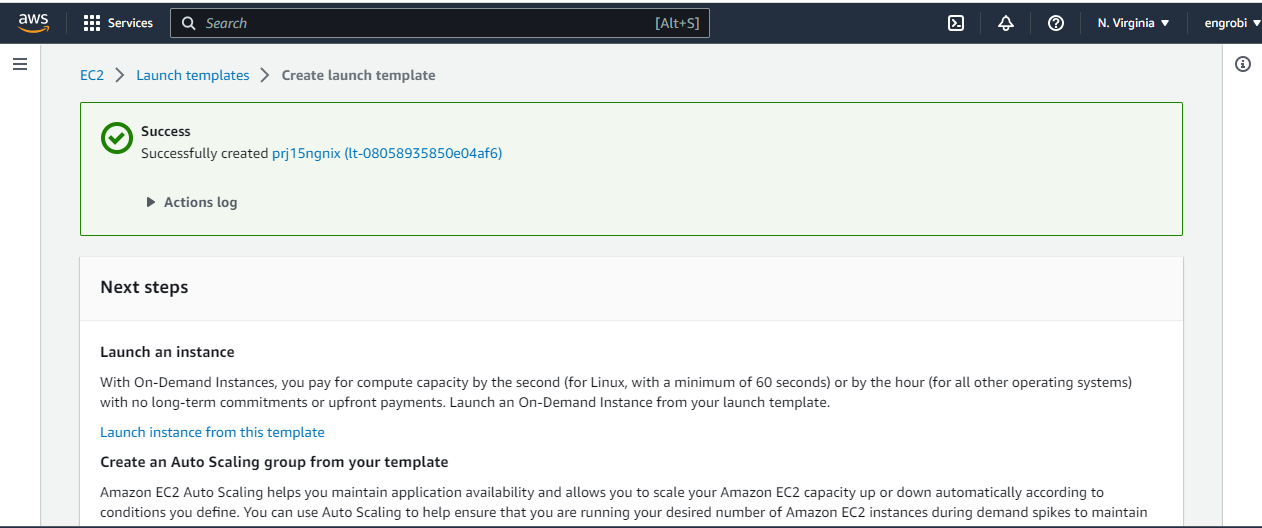 aws
Services
Search
[Alt+S]
N. Virginia
engrobi
EC2 > Launch templates > Create launch template
Success
Successfully created prj15ngnix (lt-08058935850e04af6)
Actions log
Next steps
Launch an instance
With On-Demand Instances, you pay for compute capacity by the second (for Linux, with a minimum of 60 seconds) or by the hour (for all other operating systems)
with no long-term commitments or upfront payments. Launch an On-Demand Instance from your launch template.
Launch instance from this template
Create an Auto Scaling group from your template
Amazon EC2 Auto Scaling helps you maintain application availability and allows you to scale your Amazon EC2 capacity up or down automatically according to
conditions you define. You can use Auto Scaling to help ensure that you are running your desired number of Amazon EC2 instances during demand spikes to maintain